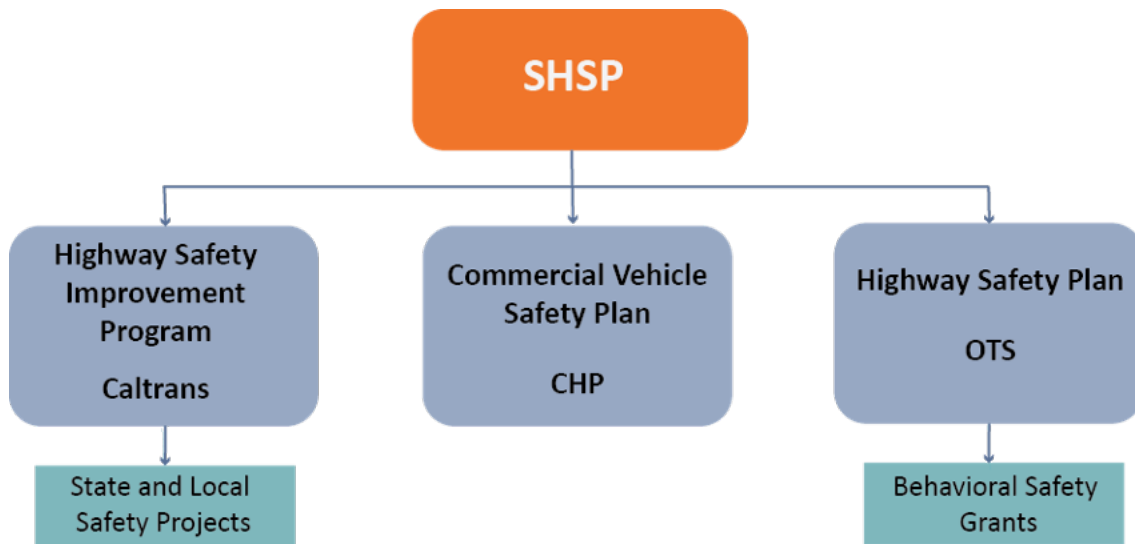 SHSP
Highway Safety
Improvement
Program
Caltrans
Commercial Vehicle
Safety Plan
CHP
Highway Safety Plan
OTS
State and Local
Safety Projects
Behavioral Safety
Grants